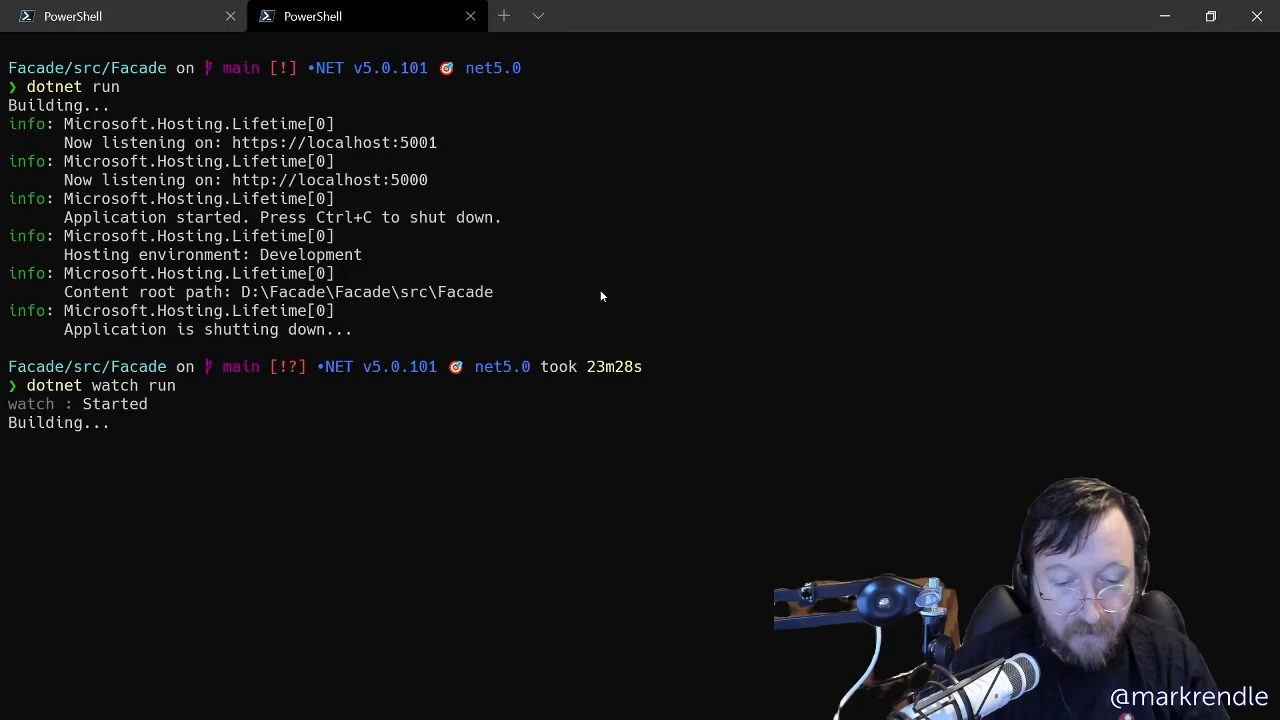 PowerShell
PowerShell
Facade/src/Facade on main [!] •NET v5.0.101 🎯 net5.0
❯ dotnet run
Building...
info: Microsoft.Hosting.Lifetime[0]
Now listening on: https://localhost:5001
info: Microsoft.Hosting.Lifetime[0]
Now listening on: http://localhost:5000
info: Microsoft.Hosting.Lifetime[0]
Application started. Press Ctrl+C to shut down.
info: Microsoft.Hosting.Lifetime[0]
Hosting environment: Development
info: Microsoft.Hosting.Lifetime[0]
Content root path: D:\Facade\Facade\src\Facade
info: Microsoft.Hosting.Lifetime[0]
Application is shutting down...
Facade/src/Facade on main [!?] •NET v5.0.101 🎯 net5.0 took 23m28s
❯ dotnet watch run
watch : Started
Building...
@markrendle